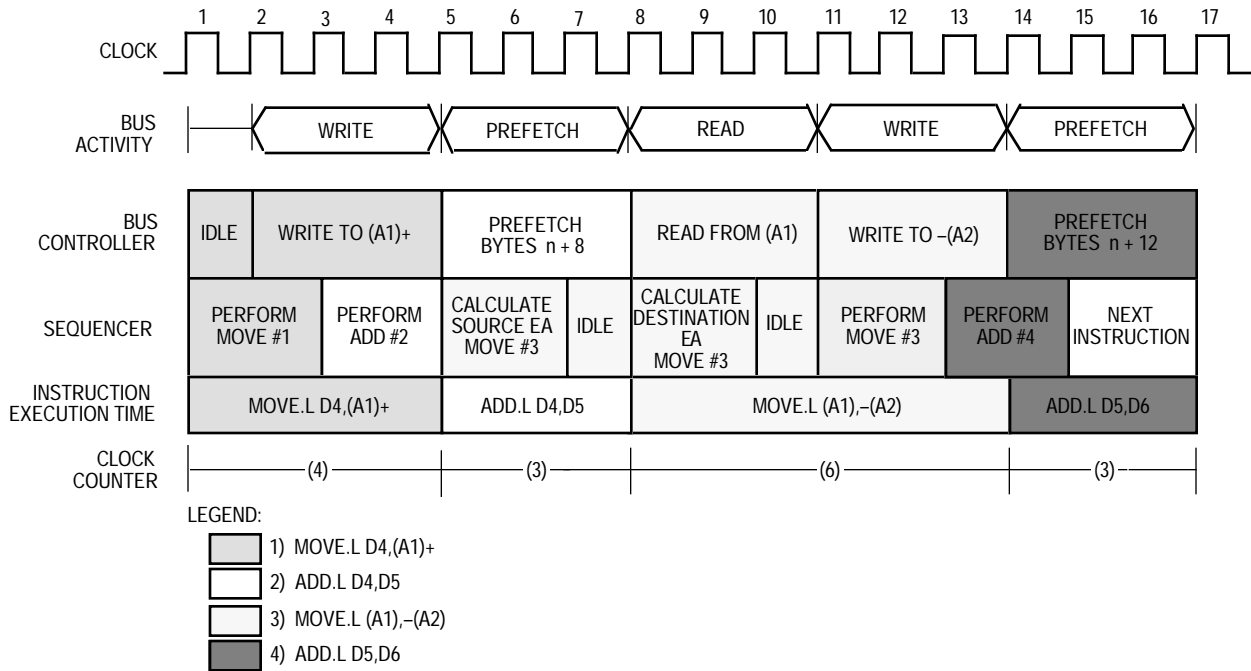 1 2 3 4 5 6 7 8 9 10 11 12 13 14 15 16 17
CLOCK
BUS
ACTIVITY
WRITE PREFETCH READ WRITE PREFETCH
BUS
CONTROLLER
IDLE
WRITE TO (A1)+
PREFETCH
BYTES n + 8
READ FROM (A1)
WRITE TO –(A2)
PREFETCH
BYTES n + 12
SEQUENCER
PERFORM
MOVE #1
PERFORM
ADD #2
CALCULATE
SOURCE EA
MOVE #3
IDLE
CALCULATE
DESTINATION
EA
MOVE #3
IDLE
PERFORM
MOVE #3
PERFORM
ADD #4
NEXT
INSTRUCTION
INSTRUCTION
EXECUTION TIME
MOVE.L D4,(A1)+
ADD.L D4,D5
MOVE.L (A1),–(A2)
ADD.L D5,D6
CLOCK
COUNTER
(4) (3) (6) (3)
LEGEND:
1) MOVE.L D4,(A1)+
2) ADD.L D4,D5
3) MOVE.L (A1),–(A2)
4) ADD.L D5,D6